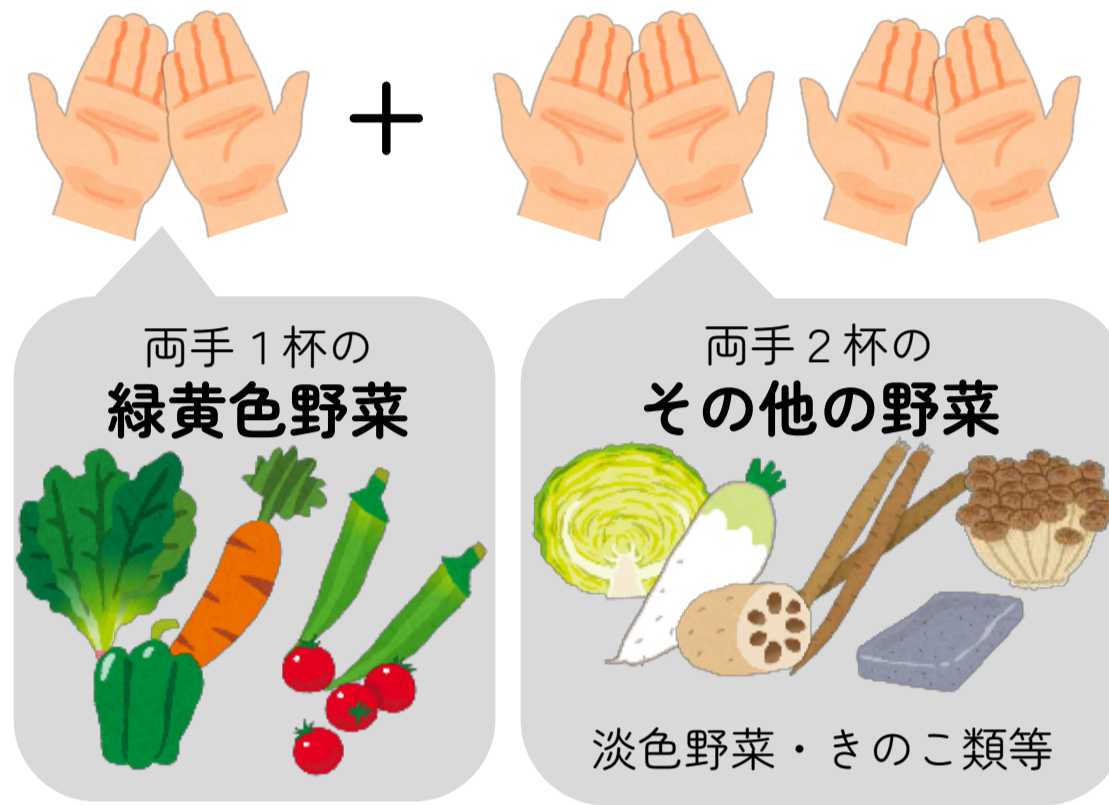 ＋
両手１杯の
緑黄色野菜
両手２杯の
その他の野菜
淡色野菜・きのこ類等